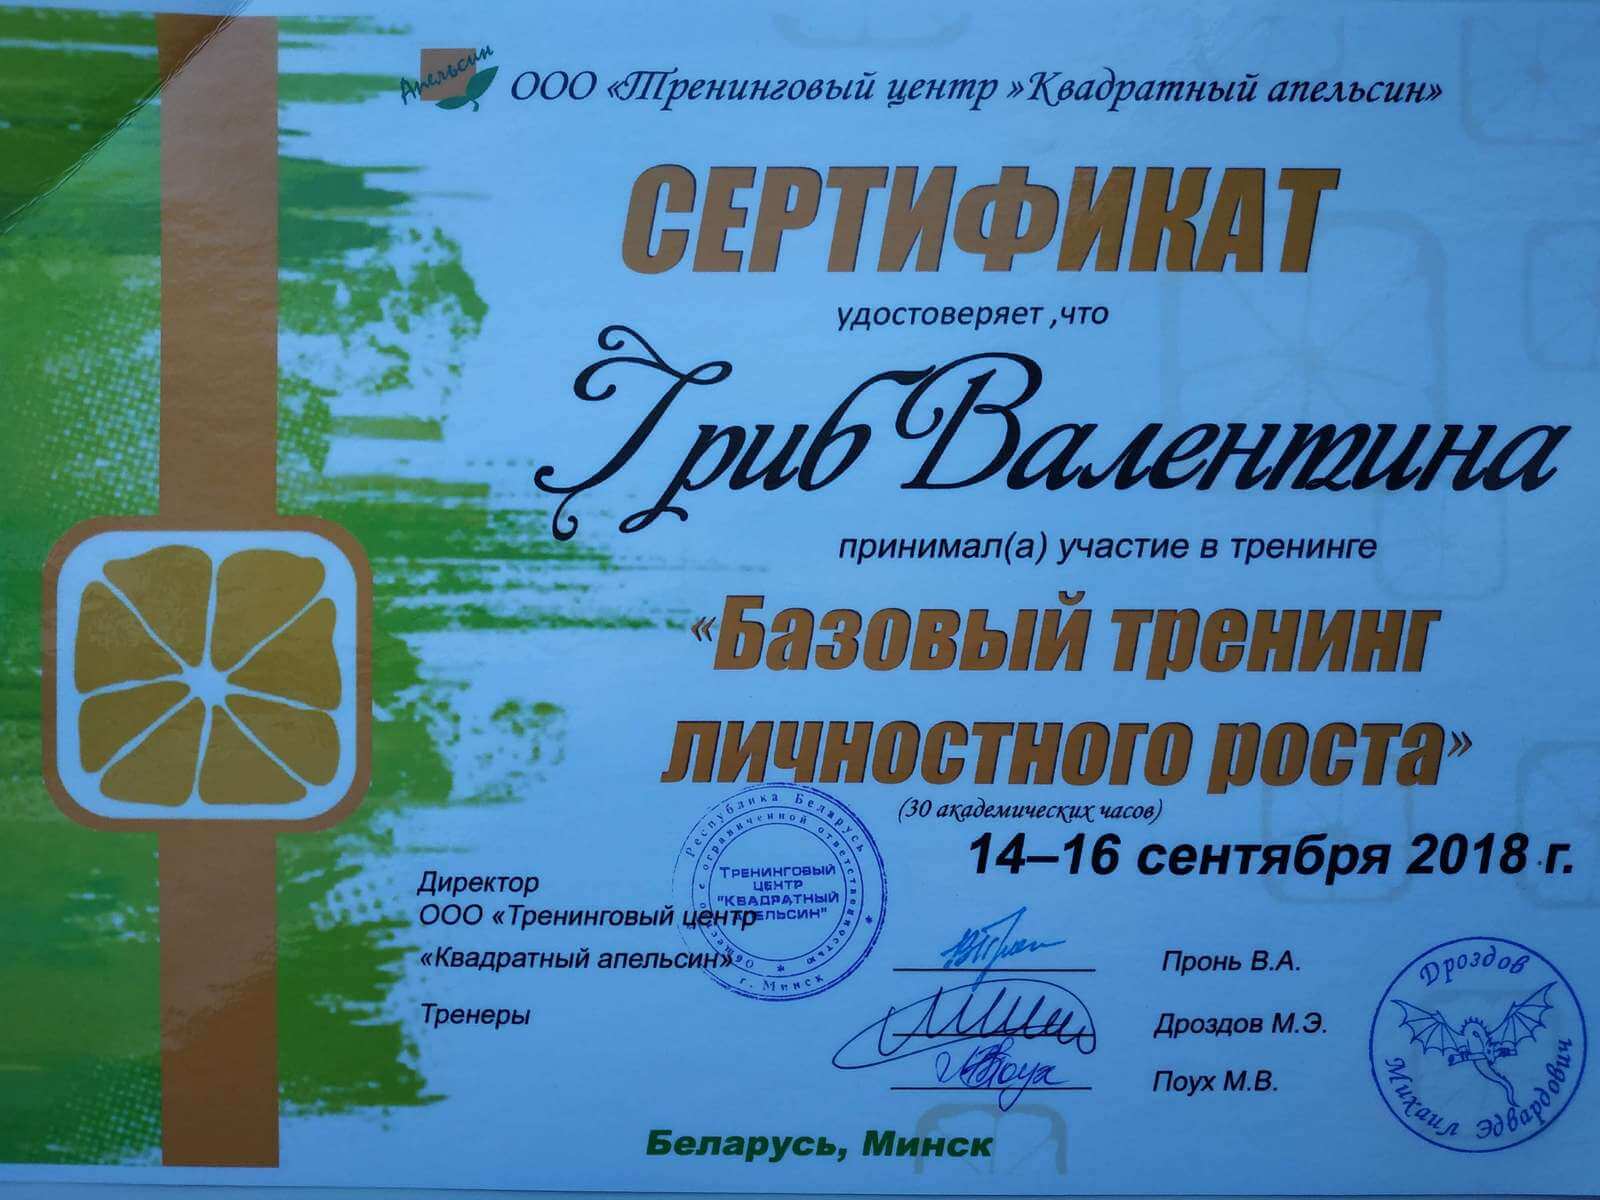 Апельсин
ООО «Тренинговый центр »Квадратный апельсин»
СЕРТИФИКАТ
удостоверяет ,что
Гриб Валентина
принимал(а) участие в тренинге
«Базовый тренинг
личностного роста»
(30 академических часов)
14–16 сентября 2018 г.
Республика Беларусь
Общество с ограниченной ответственностью
ТРЕНИНГОВЫЙ
ЦЕНТР
"КВАДРАТНЫЙ
АПЕЛЬСИН"
г. Минск
Директор
ООО «Тренинговый центр
«Квадратный апельсин»
Пронь В.А.
Тренеры
Дроздов М.Э.
Поух М.В.
Дроздов
Михаил Эдвардович
Беларусь, Минск